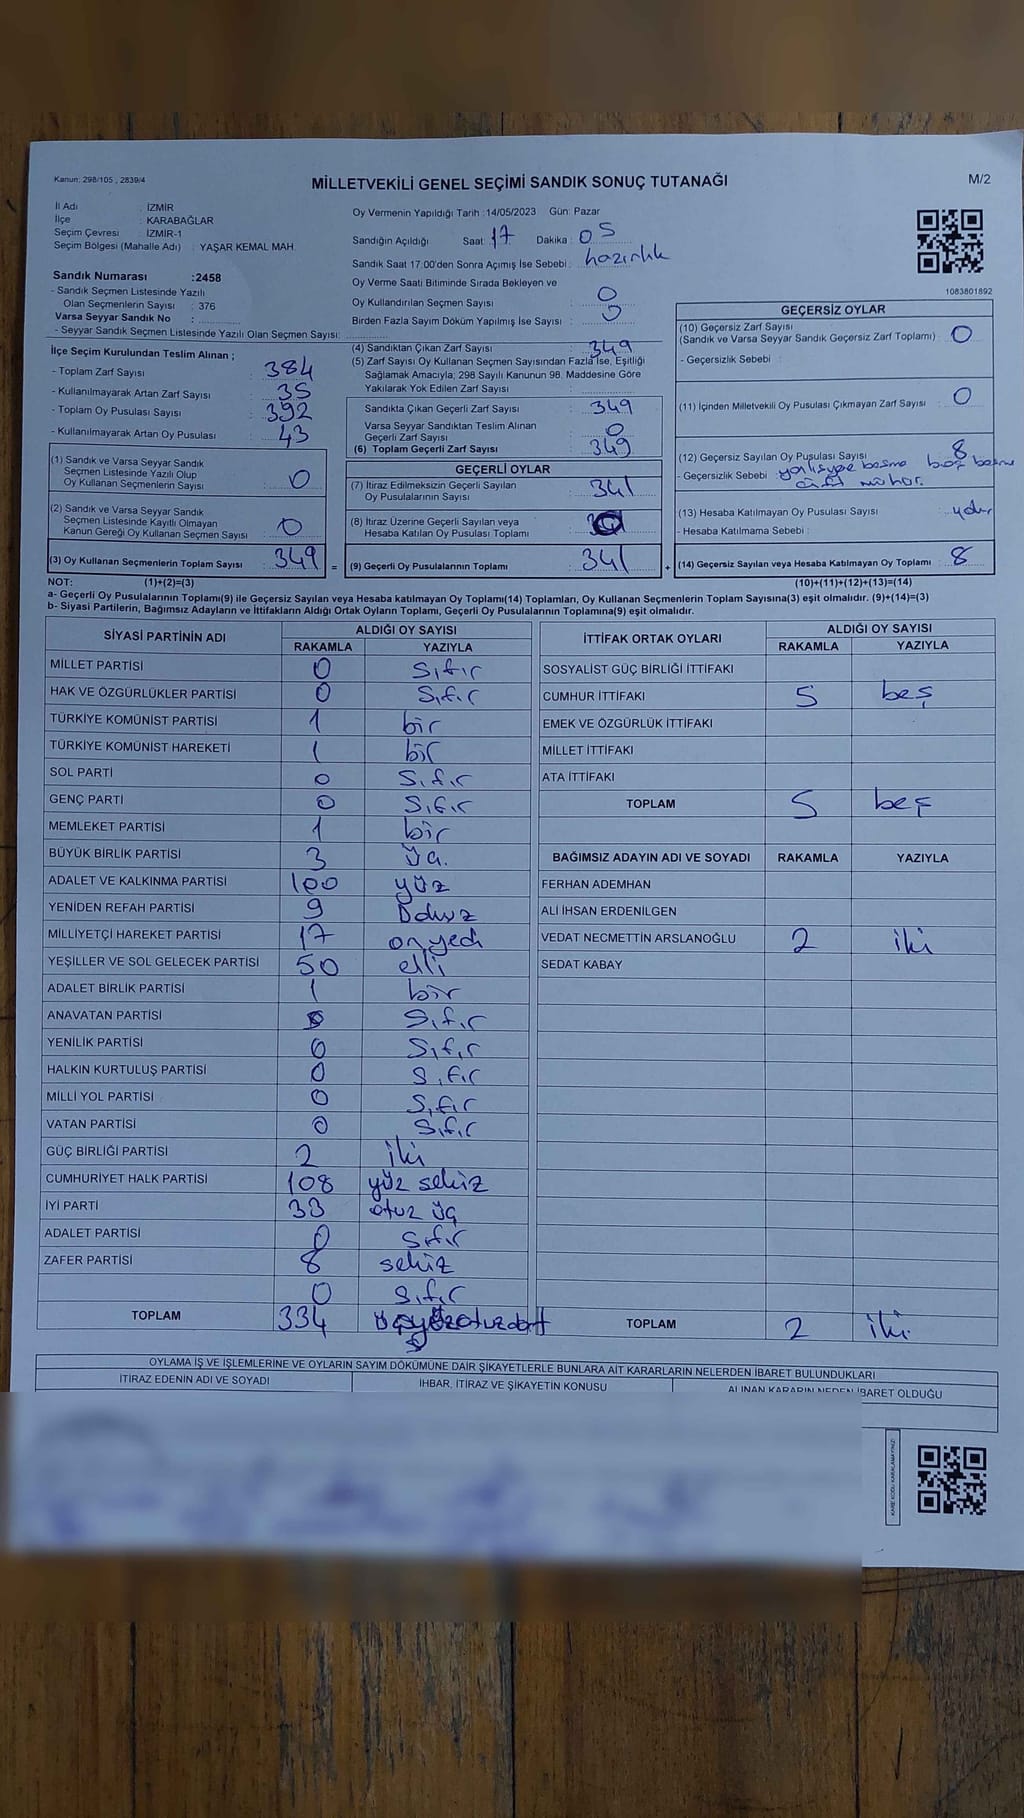 Kanun: 298/105 , 2839/4
MİLLETVEKİLİ GENEL SEÇİMİ SANDIK SONUÇ TUTANAĞI
M/2
İl Adı : İZMİR
İlçe : KARABAĞLAR
Seçim Çevresi : İZMİR-1
Seçim Bölgesi (Mahalle Adı) : YAŞAR KEMAL MAH.
Oy Vermenin Yapıldığı Tarih :14/05/2023 Gün: Pazar
Sandığın Açıldığı Saat: 17 Dakika : 05
Sandık Saat 17:00'den Sonra Açımış İse Sebebi : hazırlık
Sandık Numarası :2458
- Sandık Seçmen Listesinde Yazılı
Olan Seçmenlerin Sayısı : 376
Varsa Seyyar Sandık No :
- Seyyar Sandık Seçmen Listesinde Yazılı Olan Seçmen Sayısı:
Oy Verme Saati Bitiminde Sırada Bekleyen ve
Oy Kullandırılan Seçmen Sayısı : 0
Birden Fazla Sayım Döküm Yapılmış İse Sayısı : 0
1083801892
İlçe Seçim Kurulundan Teslim Alınan ;
- Toplam Zarf Sayısı : 384
- Kullanılmayarak Artan Zarf Sayısı : 35
- Toplam Oy Pusulası Sayısı : 392
- Kullanılmayarak Artan Oy Pusulası : 43
(1) Sandık ve Varsa Seyyar Sandık
Seçmen Listesinde Yazılı Olup
Oy Kullanan Seçmenlerin Sayısı : 0
(2) Sandık ve Varsa Seyyar Sandık
Seçmen Listesinde Kayıtlı Olmayan
Kanun Gereği Oy Kullanan Seçmen Sayısı : 0
(3) Oy Kullanan Seçmenlerin Toplam Sayısı : 349 =
(4) Sandıktan Çıkan Zarf Sayısı : 349
(5) Zarf Sayısı Oy Kullanan Seçmen Sayısından Fazla İse, Eşitliği
Sağlamak Amacıyla; 298 Sayılı Kanunun 98. Maddesine Göre
Yakılarak Yok Edilen Zarf Sayısı :
Sandıkta Çıkan Geçerli Zarf Sayısı : 349
Varsa Seyyar Sandıktan Teslim Alınan
Geçerli Zarf Sayısı : 0
(6) Toplam Geçerli Zarf Sayısı : 349
GEÇERLİ OYLAR
(7) İtiraz Edilmeksizin Geçerli Sayılan
Oy Pusulalarının Sayısı : 341
(8) İtiraz Üzerine Geçerli Sayılan veya
Hesaba Katılan Oy Pusulası Toplamı :
(9) Geçerli Oy Pusulalarının Toplamı : 341 +
GEÇERSİZ OYLAR
(10) Geçersiz Zarf Sayısı
(Sandık ve Varsa Seyyar Sandık Geçersiz Zarf Toplamı) : 0
- Geçersizlik Sebebi :
(11) İçinden Milletvekili Oy Pusulası Çıkmayan Zarf Sayısı : 0
(12) Geçersiz Sayılan Oy Pusulası Sayısı : 8
- Geçersizlik Sebebi : basma boş basma
çift mühür.
(13) Hesaba Katılmayan Oy Pusulası Sayısı : yok
- Hesaba Katılmama Sebebi :
(14) Geçersiz Sayılan veya Hesaba Katılmayan Oy Toplamı : 8
NOT: (1)+(2)=(3) (10)+(11)+(12)+(13)=(14)
a- Geçerli Oy Pusulalarının Toplamı(9) ile Geçersiz Sayılan veya Hesaba katılmayan Oy Toplamı(14) Toplamları, Oy Kullanan Seçmenlerin Toplam Sayısına(3) eşit olmalıdır. (9)+(14)=(3)
b- Siyasi Partilerin, Bağımsız Adayların ve İttifakların Aldığı Ortak Oyların Toplamı, Geçerli Oy Pusulalarının Toplamına(9) eşit olmalıdır.
SİYASİ PARTİNİN ADI ALDIĞI OY SAYISI
RAKAMLA YAZIYLA
MİLLET PARTİSİ 0 Sıfır
HAK VE ÖZGÜRLÜKLER PARTİSİ 0 Sıfır
TÜRKİYE KOMÜNİST PARTİSİ 1 bir
TÜRKİYE KOMÜNİST HAREKETİ 1 bir
SOL PARTİ 0 Sıfır
GENÇ PARTİ 0 Sıfır
MEMLEKET PARTİSİ 1 bir
BÜYÜK BİRLİK PARTİSİ 3 üç.
ADALET VE KALKINMA PARTİSİ 100 yüz
YENİDEN REFAH PARTİSİ 9 Dokuz
MİLLİYETÇİ HAREKET PARTİSİ 17 onyedi
YEŞİLLER VE SOL GELECEK PARTİSİ 50 elli
ADALET BİRLİK PARTİSİ 1 bir
ANAVATAN PARTİSİ 0 Sıfır
YENİLİK PARTİSİ 0 Sıfır
HALKIN KURTULUŞ PARTİSİ 0 Sıfır
MİLLİ YOL PARTİSİ 0 Sıfır
VATAN PARTİSİ 0 Sıfır
GÜÇ BİRLİĞİ PARTİSİ 2 iki
CUMHURİYET HALK PARTİSİ 108 yüz sekiz
İYİ PARTİ 33 otuz üç
ADALET PARTİSİ 0 Sıfır
ZAFER PARTİSİ 8 sekiz
0 Sıfır
TOPLAM 334 üçyüzotuzdört
İTTİFAK ORTAK OYLARI ALDIĞI OY SAYISI
RAKAMLA YAZIYLA
SOSYALİST GÜÇ BİRLİĞİ İTTİFAKI
CUMHUR İTTİFAKI 5 beş
EMEK VE ÖZGÜRLÜK İTTİFAKI
MİLLET İTTİFAKI
ATA İTTİFAKI
TOPLAM 5 beş
BAĞIMSIZ ADAYIN ADI VE SOYADI RAKAMLA YAZIYLA
FERHAN ADEMHAN
ALİ İHSAN ERDENİLGEN
VEDAT NECMETTİN ARSLANOĞLU 2 iki
SEDAT KABAY
TOPLAM 2 iki
OYLAMA İŞ VE İŞLEMLERİNE VE OYLARIN SAYIM DÖKÜMÜNE DAİR ŞİKAYETLERLE BUNLARA AİT KARARLARIN NELERDEN İBARET BULUNDUKLARI
İTİRAZ EDENİN ADI VE SOYADI İHBAR, İTİRAZ VE ŞİKAYETİN KONUSU ALINAN KARARIN NEDEN İBARET OLDUĞU
KARE KODU KARALAMAYINIZ!